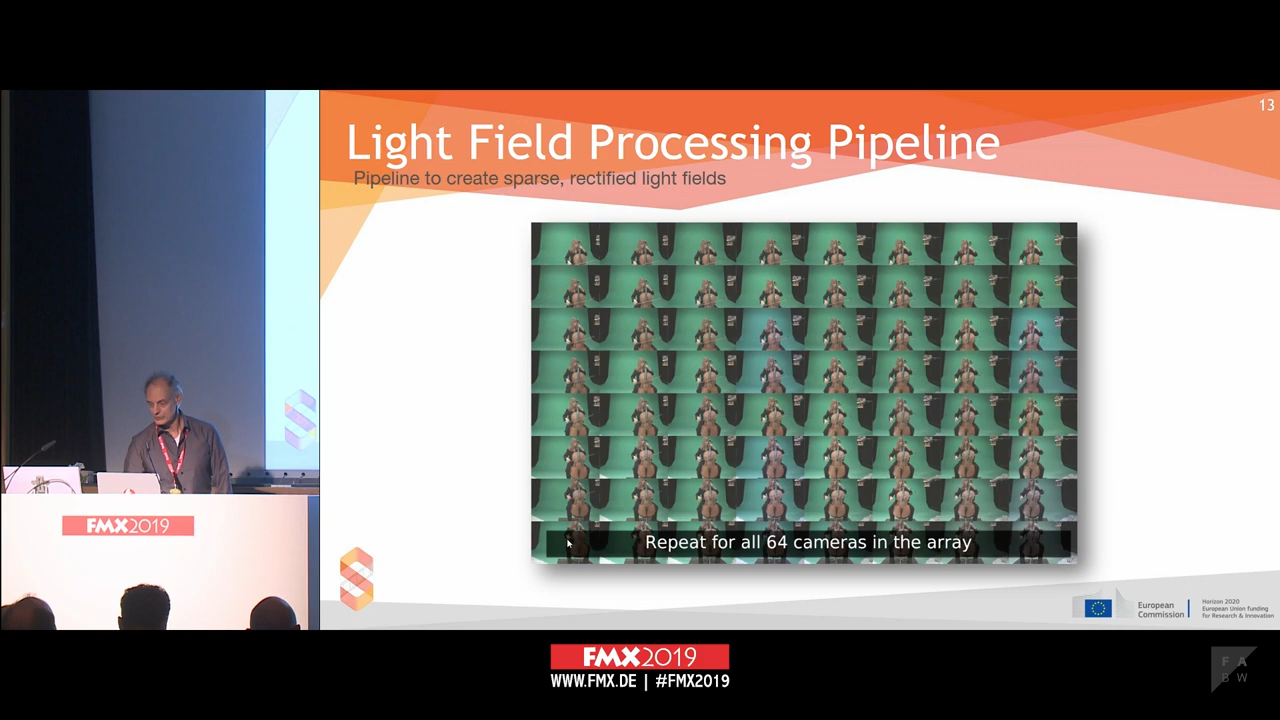 13
Light Field Processing Pipeline
Pipeline to create sparse, rectified light fields
Repeat for all 64 cameras in the array
FMX2019
European
Commission
Horizon 2020
European Union funding
for Research & Innovation
FMX2019
WWW.FMX.DE | #FMX2019
F A
B W